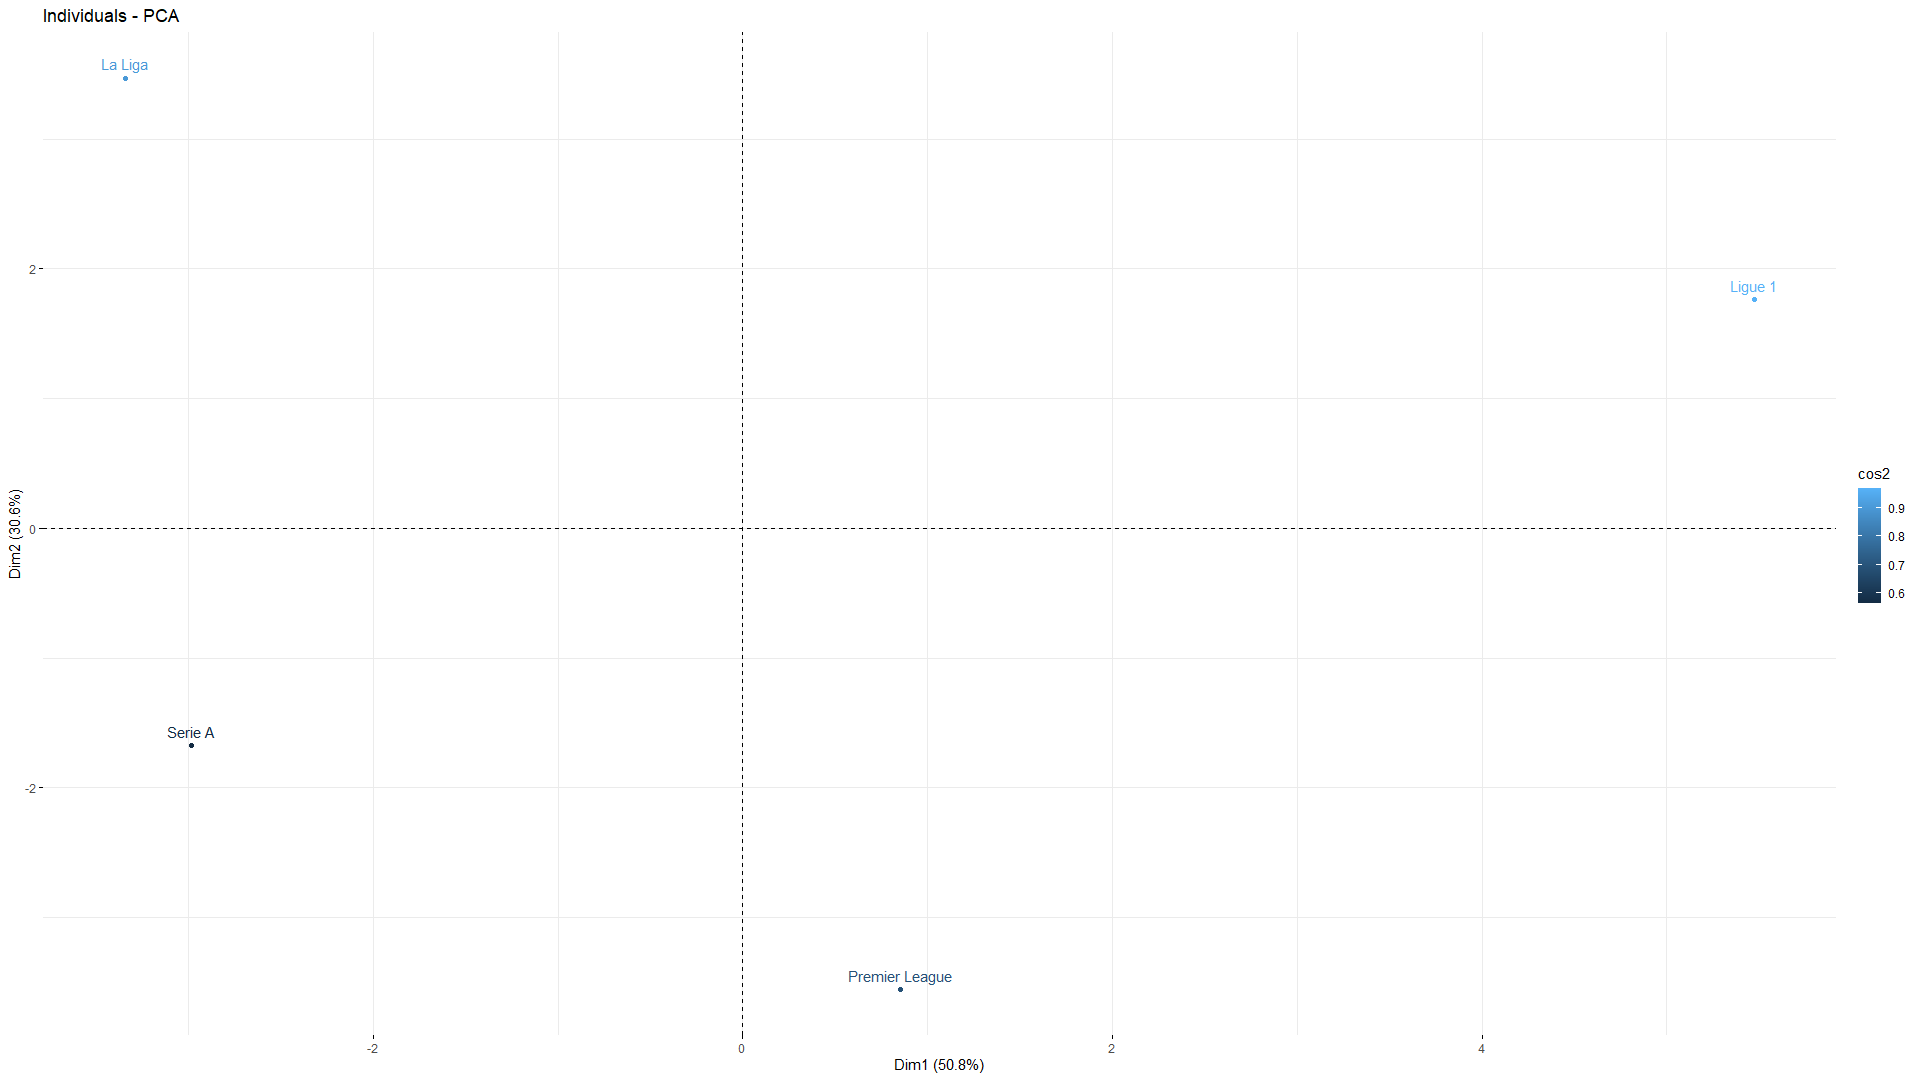 Individuals - PCA
La Liga
Ligue 1
Serie A
Premier League
2
0
-2
Dim2 (30.6%)
-2
0
2
4
Dim1 (50.8%)
cos2
0.9
0.8
0.7
0.6